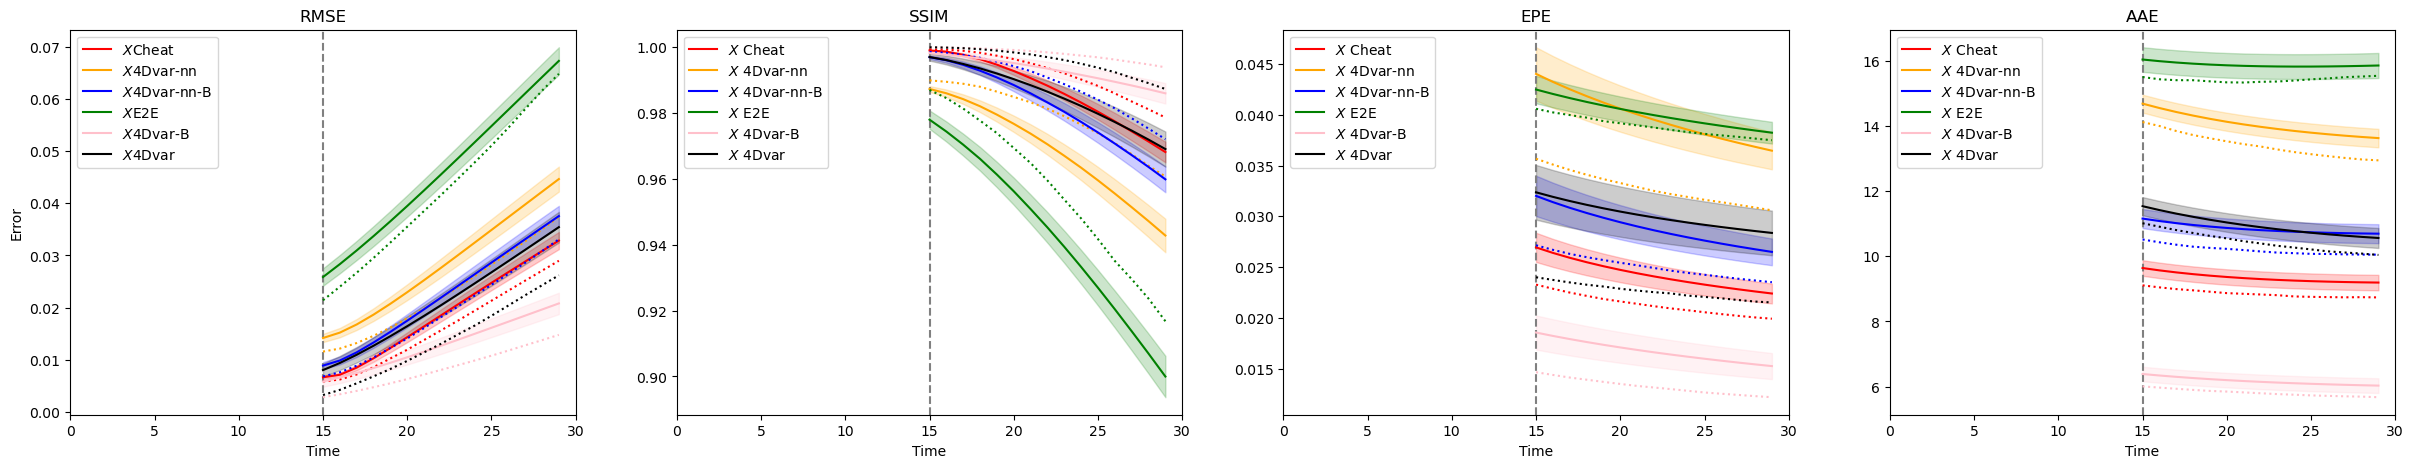 RMSE
XCheat
X4Dvar-nn
X4Dvar-nn-B
XE2E
X4Dvar-B
X4Dvar
0.07
0.06
0.05
0.04
0.03
0.02
0.01
0.00
Error
0 5 10 15 20 25 30
Time
SSIM
X Cheat
X 4Dvar-nn
X 4Dvar-nn-B
X E2E
X 4Dvar-B
X 4Dvar
1.00
0.98
0.96
0.94
0.92
0.90
0 5 10 15 20 25 30
Time
EPE
X Cheat
X 4Dvar-nn
X 4Dvar-nn-B
X E2E
X 4Dvar-B
X 4Dvar
0.045
0.040
0.035
0.030
0.025
0.020
0.015
0 5 10 15 20 25 30
Time
AAE
X Cheat
X 4Dvar-nn
X 4Dvar-nn-B
X E2E
X 4Dvar-B
X 4Dvar
16
14
12
10
8
6
0 5 10 15 20 25 30
Time